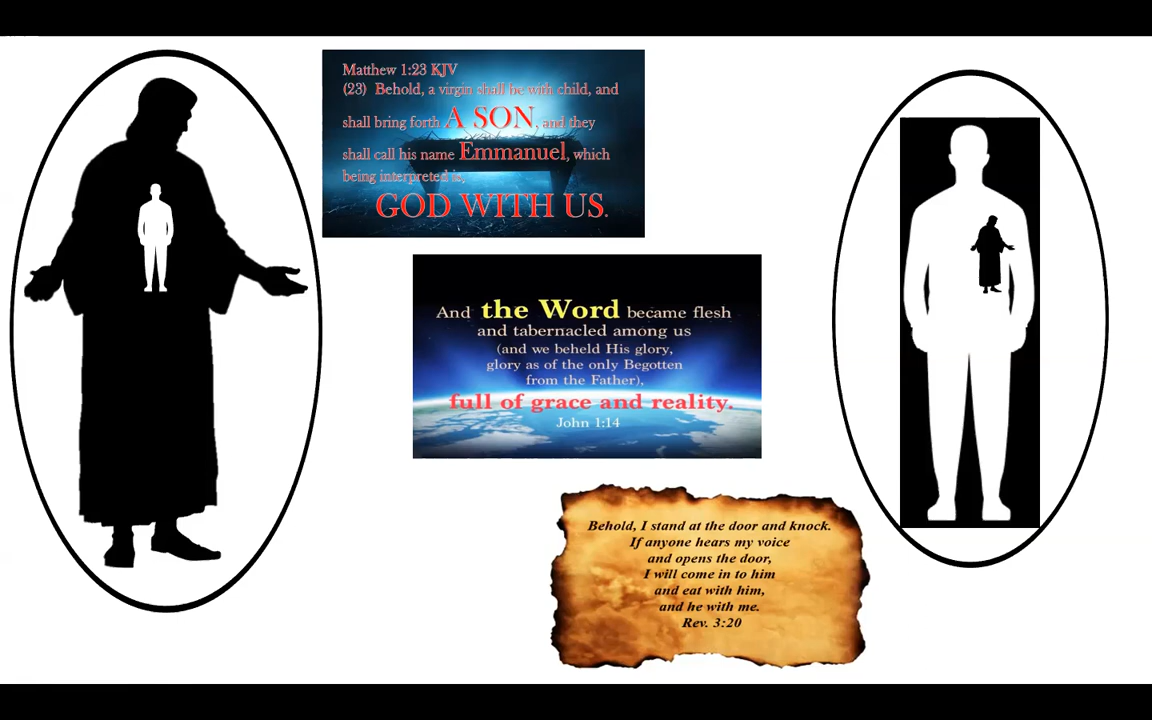 Matthew 1:23 KJV
(23) Behold, a virgin shall be with child, and
shall bring forth A SON, and they
shall call his name Emmanuel, which
being interpreted is,
GOD WITH US.
And the Word became flesh
and tabernacled among us
(and we beheld His glory,
glory as of the only Begotten
from the Father),
full of grace and reality.
John 1:14
Behold, I stand at the door and knock.
If anyone hears my voice
and opens the door,
I will come in to him
and eat with him,
and he with me.
Rev. 3:20